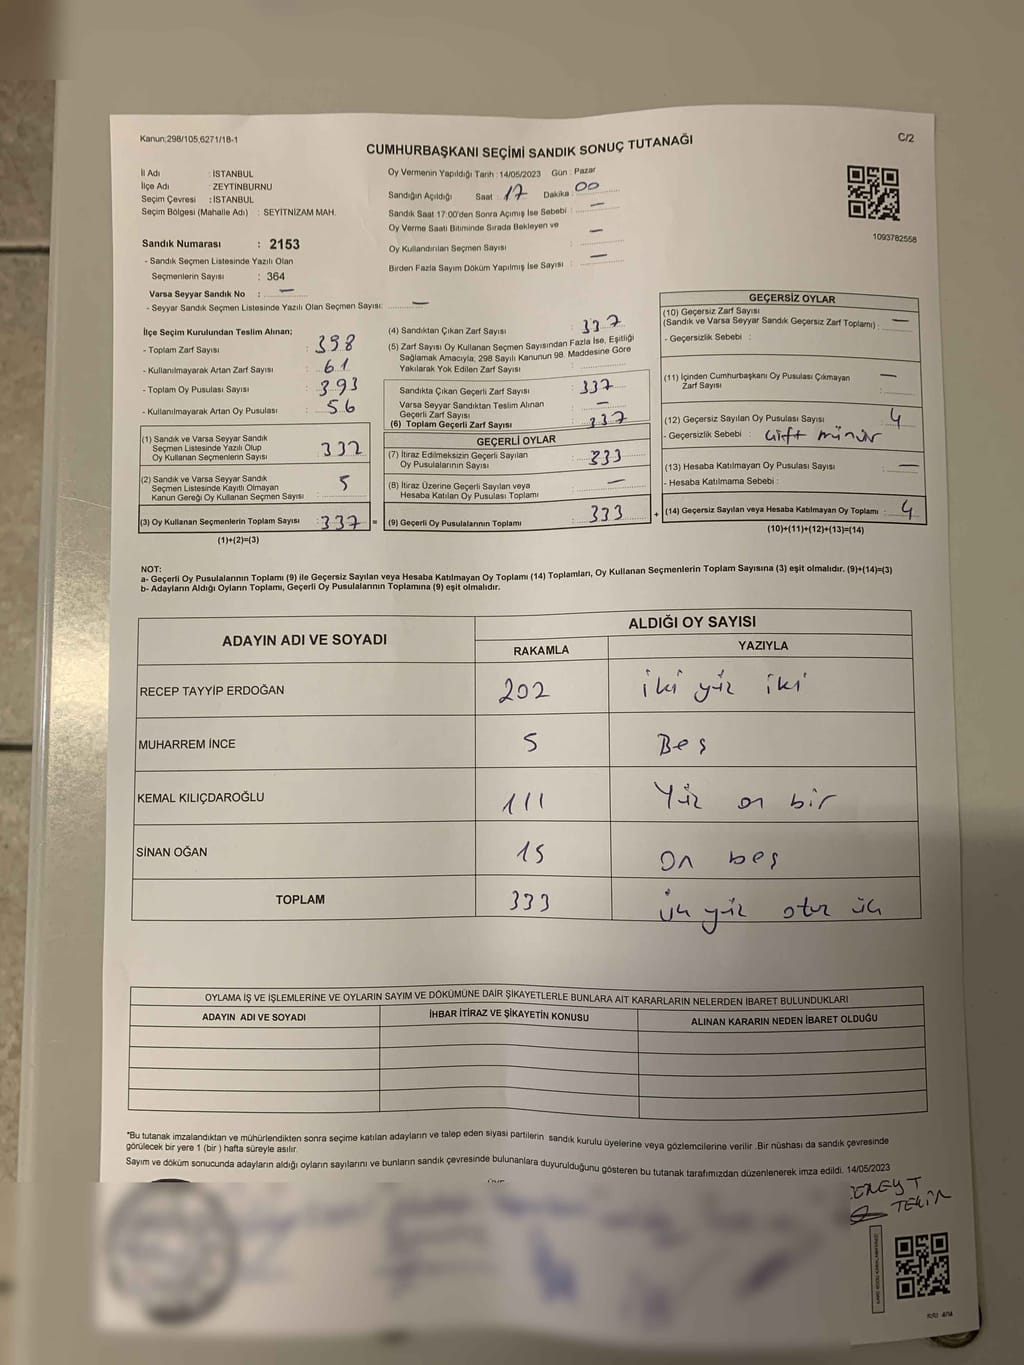 Kanun;298/105,6271/18-1
C/2
CUMHURBAŞKANI SEÇİMİ SANDIK SONUÇ TUTANAĞI
İl Adı : İSTANBUL
İlçe Adı : ZEYTİNBURNU
Seçim Çevresi : İSTANBUL
Seçim Bölgesi (Mahalle Adı) : SEYİTNİZAM MAH.
Sandık Numarası : 2153
- Sandık Seçmen Listesinde Yazılı Olan
Seçmenlerin Sayısı : 364
Varsa Seyyar Sandık No : —
- Seyyar Sandık Seçmen Listesinde Yazılı Olan Seçmen Sayısı: —
Oy Vermenin Yapıldığı Tarih : 14/05/2023 Gün : Pazar
Sandığın Açıldığı Saat : 17 Dakika : 00
Sandık Saat 17:00'den Sonra Açılmış İse Sebebi : —
Oy Verme Saati Bitiminde Sırada Bekleyen ve
Oy Kullandırılan Seçmen Sayısı : —
Birden Fazla Sayım Döküm Yapılmış İse Sayısı : —
1093782558
İlçe Seçim Kurulundan Teslim Alınan;
- Toplam Zarf Sayısı : 398
- Kullanılmayarak Artan Zarf Sayısı : 61
- Toplam Oy Pusulası Sayısı : 393
- Kullanılmayarak Artan Oy Pusulası : 56
(1) Sandık ve Varsa Seyyar Sandık
Seçmen Listesinde Yazılı Olup
Oy Kullanan Seçmenlerin Sayısı : 332
(2) Sandık ve Varsa Seyyar Sandık
Seçmen Listesinde Kayıtlı Olmayan
Kanun Gereği Oy Kullanan Seçmen Sayısı : 5
(3) Oy Kullanan Seçmenlerin Toplam Sayısı : 337 =
(1)+(2)=(3)
(4) Sandıktan Çıkan Zarf Sayısı : 337
(5) Zarf Sayısı Oy Kullanan Seçmen Sayısından Fazla İse, Eşitliği
Sağlamak Amacıyla; 298 Sayılı Kanunun 98. Maddesine Göre
Yakılarak Yok Edilen Zarf Sayısı :
Sandıkta Çıkan Geçerli Zarf Sayısı : 337
Varsa Seyyar Sandıktan Teslim Alınan
Geçerli Zarf Sayısı : —
(6) Toplam Geçerli Zarf Sayısı : 337
GEÇERLİ OYLAR
(7) İtiraz Edilmeksizin Geçerli Sayılan
Oy Pusulalarının Sayısı : 333
(8) İtiraz Üzerine Geçerli Sayılan veya
Hesaba Katılan Oy Pusulası Toplamı : —
(9) Geçerli Oy Pusulalarının Toplamı : 333 +
GEÇERSİZ OYLAR
(10) Geçersiz Zarf Sayısı
(Sandık ve Varsa Seyyar Sandık Geçersiz Zarf Toplamı) : —
- Geçersizlik Sebebi :
(11) İçinden Cumhurbaşkanı Oy Pusulası Çıkmayan
Zarf Sayısı : —
(12) Geçersiz Sayılan Oy Pusulası Sayısı : 4
- Geçersizlik Sebebi :
(13) Hesaba Katılmayan Oy Pusulası Sayısı : —
- Hesaba Katılmama Sebebi :
(14) Geçersiz Sayılan veya Hesaba Katılmayan Oy Toplamı : 4
(10)+(11)+(12)+(13)=(14)
NOT:
a- Geçerli Oy Pusulalarının Toplamı (9) ile Geçersiz Sayılan veya Hesaba Katılmayan Oy Toplamı (14) Toplamları, Oy Kullanan Seçmenlerin Toplam Sayısına (3) eşit olmalıdır. (9)+(14)=(3)
b- Adayların Aldığı Oyların Toplamı, Geçerli Oy Pusulalarının Toplamına (9) eşit olmalıdır.
ADAYIN ADI VE SOYADI
ALDIĞI OY SAYISI
RAKAMLA YAZIYLA
RECEP TAYYİP ERDOĞAN 202 iki yüz iki
MUHARREM İNCE 5 Beş
KEMAL KILIÇDAROĞLU 111 Yüz on bir
SİNAN OĞAN 15 on beş
TOPLAM 333 üç yüz otuz üç
OYLAMA İŞ VE İŞLEMLERİNE VE OYLARIN SAYIM VE DÖKÜMÜNE DAİR ŞİKAYETLERLE BUNLARA AİT KARARLARIN NELERDEN İBARET BULUNDUKLARI
ADAYIN ADI VE SOYADI İHBAR İTİRAZ VE ŞİKAYETİN KONUSU ALINAN KARARIN NEDEN İBARET OLDUĞU
*Bu tutanak imzalandıktan ve mühürlendikten sonra seçime katılan adayların ve talep eden siyasi partilerin sandık kurulu üyelerine veya gözlemcilerine verilir .Bir nüshası da sandık çevresinde
görülecek bir yere 1 (bir ) hafta süreyle asılır.
Sayım ve döküm sonucunda adayların aldığı oyların sayılarını ve bunların sandık çevresinde bulunanlara duyurulduğunu gösteren bu tutanak tarafımızdan düzenlenerek imza edildi. 14/05/2023
TEKİN